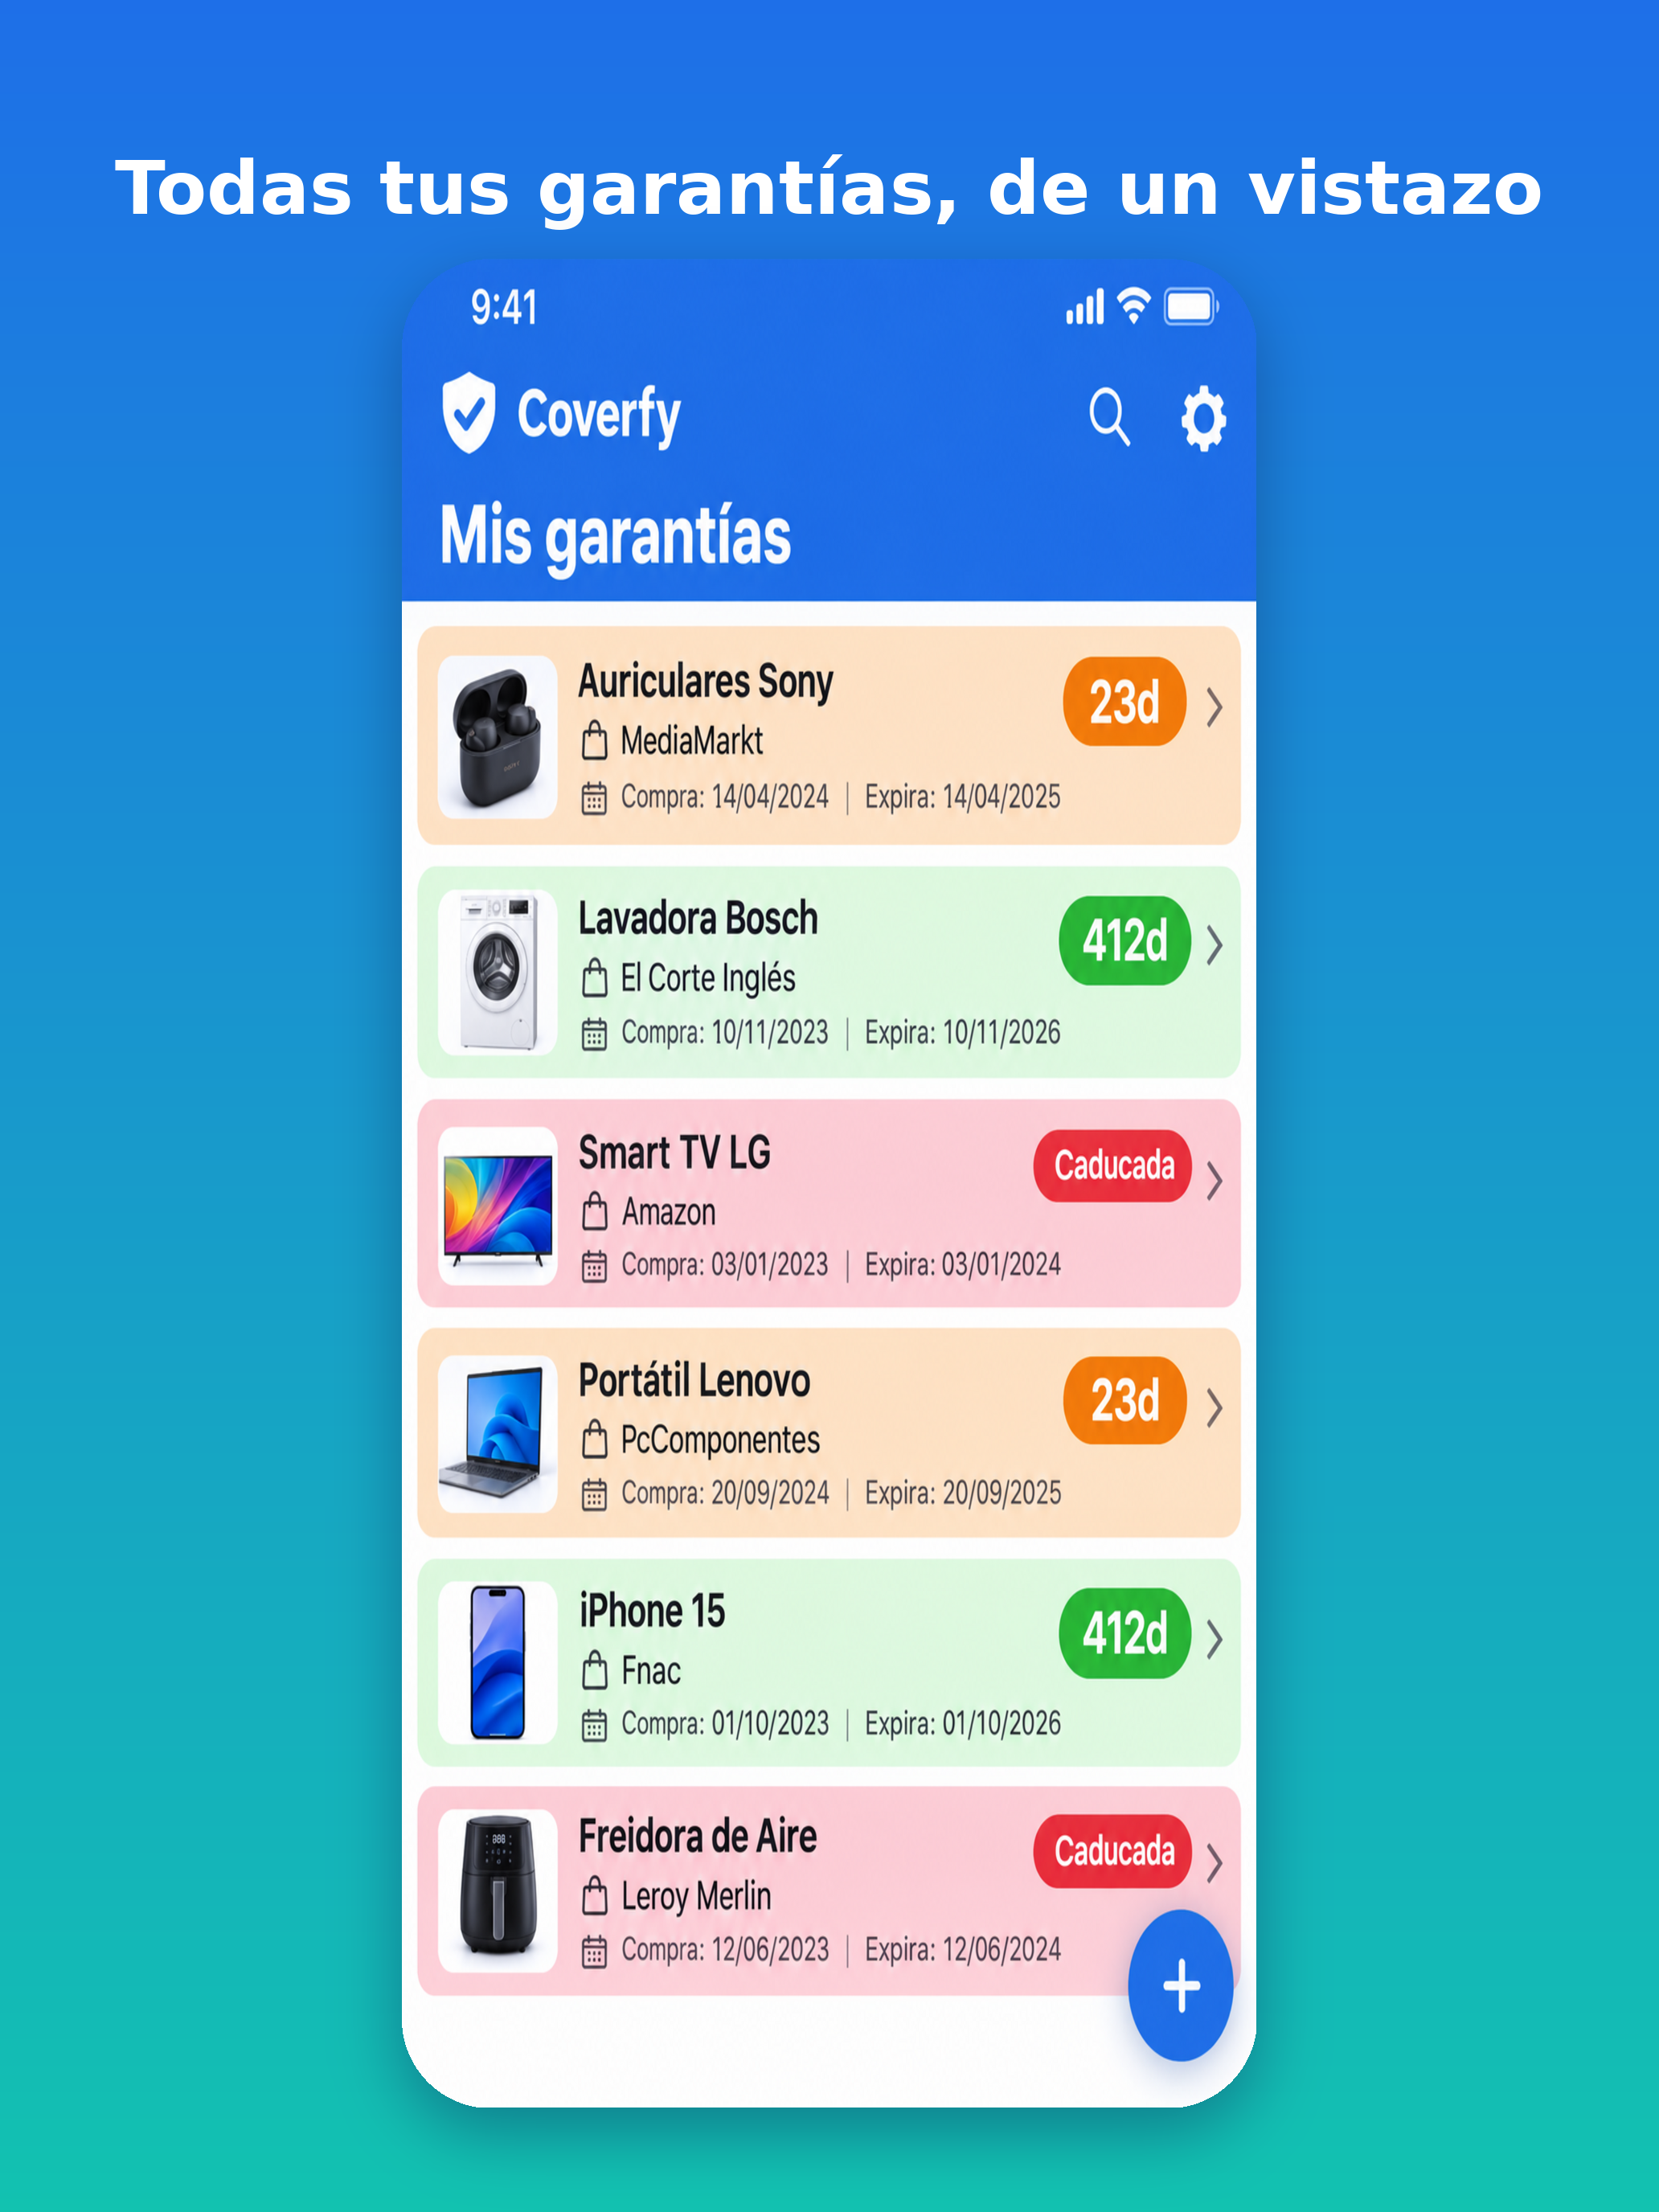 Todas tus garantías, de un vistazo
9:41
Coverfy
Mis garantías
Auriculares Sony
23d
MediaMarkt
Compra: 14/04/2024 | Expira: 14/04/2025
Lavadora Bosch
412d
El Corte Inglés
Compra: 10/11/2023 | Expira: 10/11/2026
Smart TV LG
Caducada
Amazon
Compra: 03/01/2023 | Expira: 03/01/2024
Portátil Lenovo
23d
PcComponentes
Compra: 20/09/2024 | Expira: 20/09/2025
iPhone 15
412d
Fnac
Compra: 01/10/2023 | Expira: 01/10/2026
Freidora de Aire
Caducada
Leroy Merlin
Compra: 12/06/2023 | Expira: 12/06/2024